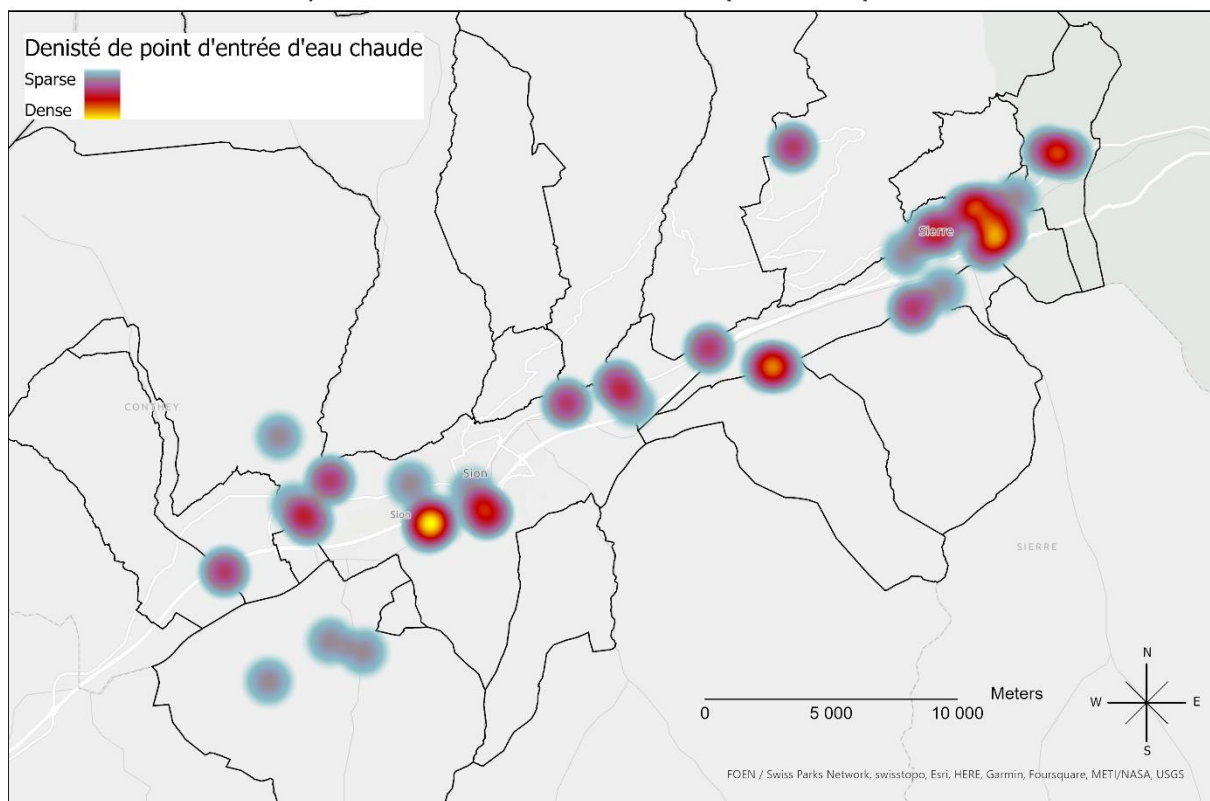 Denisté de point d'entrée d'eau chaude
Sparse
Dense
Sierre
CONTHEY
Sion
Sion
SIERRE
N
W E
S
Meters
0 5 000 10 000
FOEN / Swiss Parks Network, swisstopo, Esri, HERE, Garmin, Foursquare, METI/NASA, USGS